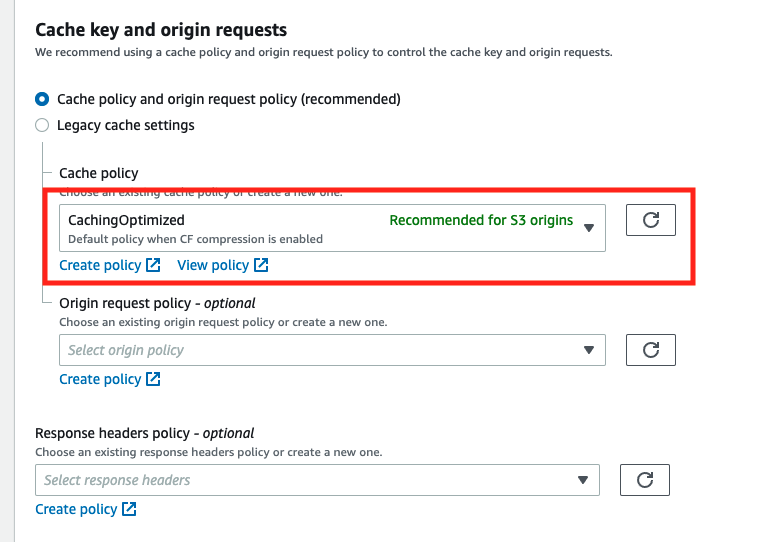 Cache key and origin requests
We recommend using a cache policy and origin request policy to control the cache key and origin requests.
Cache policy and origin request policy (recommended)
Legacy cache settings
Cache policy
Choose an existing cache policy or create a new one.
CachingOptimized Recommended for S3 origins
Default policy when CF compression is enabled
Create policy View policy
Origin request policy - optional
Choose an existing origin request policy or create a new one.
Select origin policy
Create policy
Response headers policy - optional
Choose an existing response headers policy or create a new one.
Select response headers
Create policy